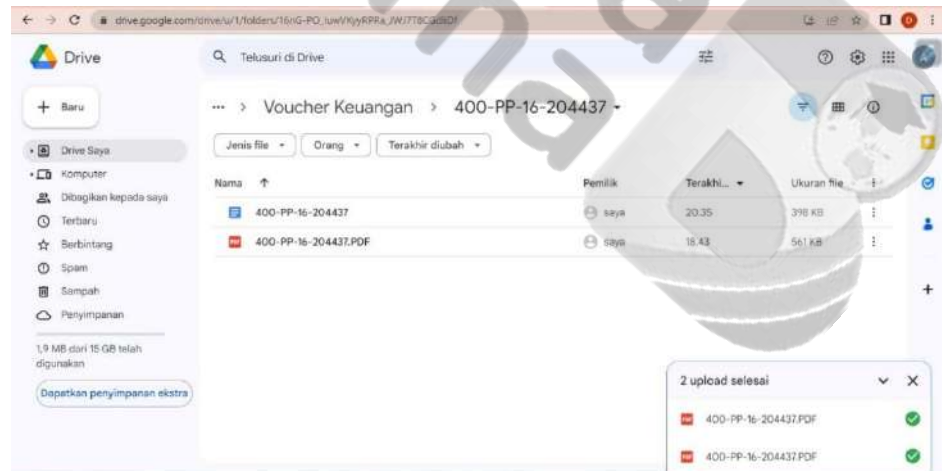 drive.google.com/drive/u/1/folders/
Drive
Telusuri di Drive
+ Baru
... > Voucher Keuangan > 400-PP-16-204437
Jenis file
Orang
Terakhir diubah
Drive Saya
Komputer
Dibagikan kepada saya
Terbaru
Berbintang
Spam
Sampah
Penyimpanan
1,9 MB dari 15 GB telah
digunakan
Dapatkan penyimpanan ekstra
Nama Pemilik Terakhi... Ukuran file
400-PP-16-204437 saya 20.35 398 KB
400-PP-16-204437.PDF saya 18.43 561 KB
2 upload selesai
400-PP-16-204437.PDF
400-PP-16-204437.PDF